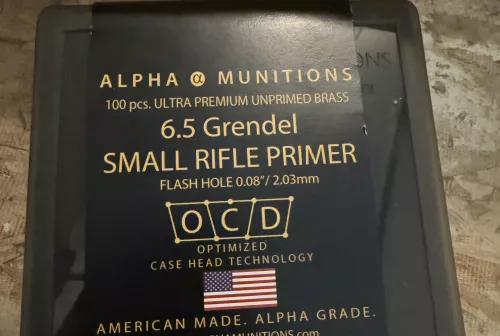 ALPHA α MUNITIONS
100 pcs. ULTRA PREMIUM UNPRIMED BRASS
6.5 Grendel
SMALL RIFLE PRIMER
FLASH HOLE 0.08"/ 2.03mm
OCD
OPTIMIZED
CASE HEAD TECHNOLOGY
AMERICAN MADE. ALPHA GRADE.